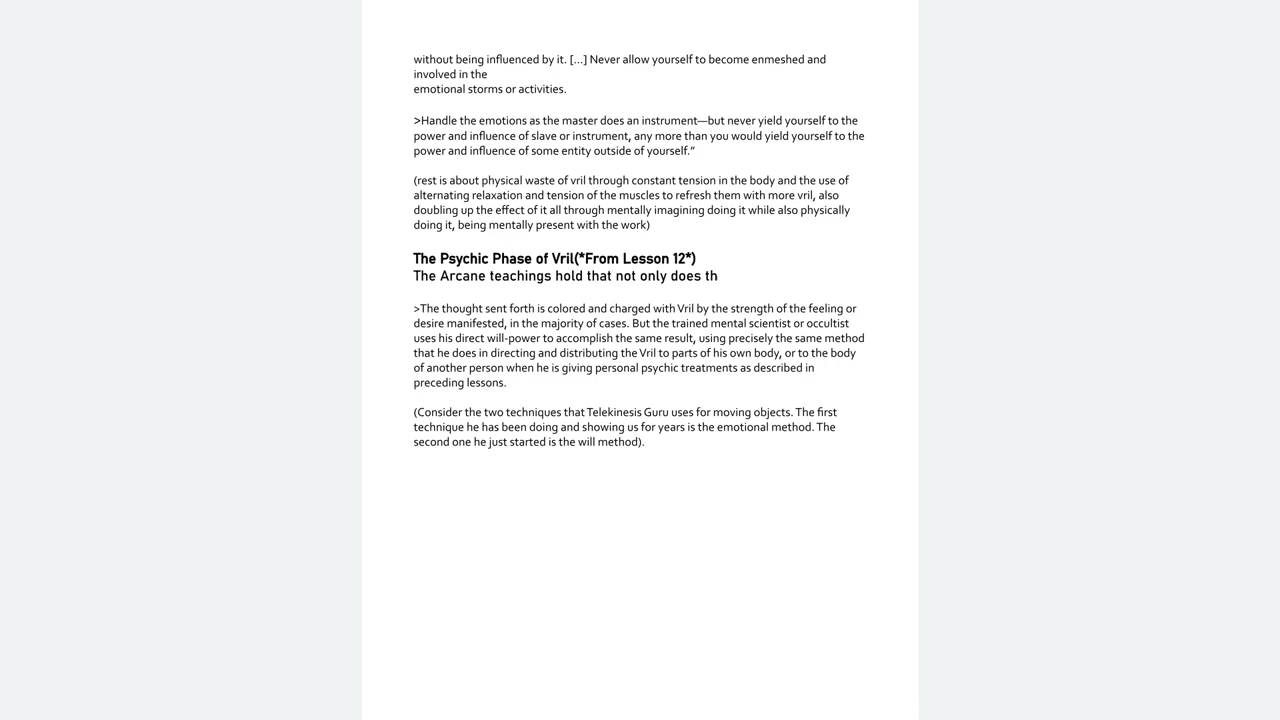 without being influenced by it. [...] Never allow yourself to become enmeshed and
involved in the
emotional storms or activities.
>Handle the emotions as the master does an instrument—but never yield yourself to the
power and influence of slave or instrument, any more than you would yield yourself to the
power and influence of some entity outside of yourself.”
(rest is about physical waste of vril through constant tension in the body and the use of
alternating relaxation and tension of the muscles to refresh them with more vril, also
doubling up the effect of it all through mentally imagining doing it while also physically
doing it, being mentally present with the work)
The Psychic Phase of Vril(*From Lesson 12*)
The Arcane teachings hold that not only does th
>The thought sent forth is colored and charged with Vril by the strength of the feeling or
desire manifested, in the majority of cases. But the trained mental scientist or occultist
uses his direct will-power to accomplish the same result, using precisely the same method
that he does in directing and distributing the Vril to parts of his own body, or to the body
of another person when he is giving personal psychic treatments as described in
preceding lessons.
(Consider the two techniques that Telekinesis Guru uses for moving objects. The first
technique he has been doing and showing us for years is the emotional method. The
second one he just started is the will method).